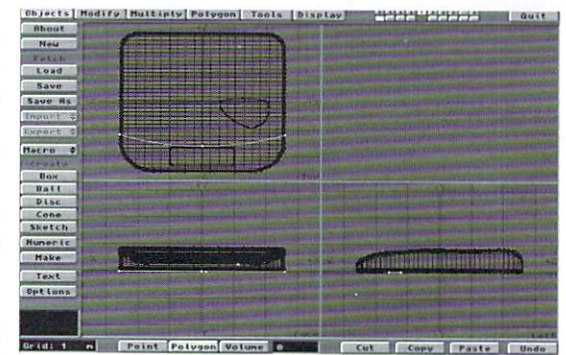 Objects Modify Multiply Polygon Tools Display Quit
About
New
Fetch
Load
Save
Save As
Import
Export
Macro
Create
Box
Ball
Disc
Cone
Sketch
Numeric
Make
Text
Options
Grid: 1 m Point Polygon Volume 0 Cut Copy Paste Undo